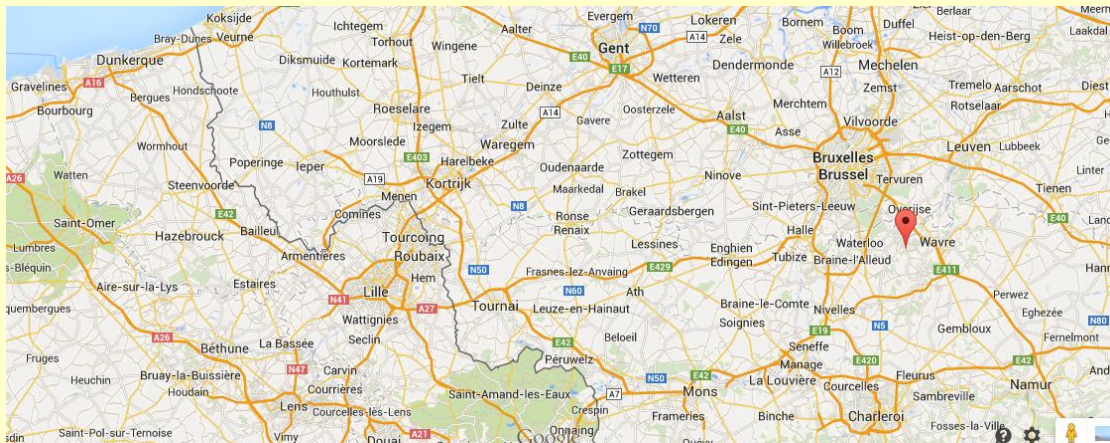 Koksijde
Ichtegem
Aalter
Evergem
N70
Lokeren
Bornem
Boom
Duffel
Berlaar
Laakdal
Bray-Dunes
Veurne
Torhout
Wingene
A14
Zele
Willebroek
Heist-op-den-Berg
Dunkerque
Diksmuide
Kortemark
E40
Gent
E17
Dendermonde
A12
Mechelen
Gravelines
A16
Bergues
Hondschoote
Houthulst
Tielt
Deinze
Wetteren
Zemst
Tremelo
Aarschot
Diest
Bourbourg
N8
Roeselare
A14
Oosterzele
Merchtem
Rotselaar
Wormhout
Moorslede
Izegem
Zulte
Gavere
Aalst
E40
Asse
Vilvoorde
Poperinge
Ieper
E403
Waregem
Harelbeke
Zottegem
Bruxelles
Brussel
Leuven
Lubbeek
Linter
A26
Watten
Steenvoorde
A19
Kortrijk
Oudenaarde
Maarkedal
Brakel
Ninove
Tervuren
Tienen
Menen
N8
Ronse
Renaix
Geraardsbergen
Sint-Pieters-Leeuw
Overijse
E40
Saint-Omer
E42
Comines
Lumbres
Hazebrouck
Bailleul
Tourcoing
Roubaix
Lessines
Enghien
Edingen
Halle
Waterloo
Wavre
Armentières
Hem
N50
Frasnes-lez-Anvaing
E429
Tubize
Braine-l'Alleud
E411
Aire-sur-la-Lys
Estaires
N41
Lille
A27
Tournai
N60
Leuze-en-Hainaut
Ath
Braine-le-Comte
Nivelles
Perwez
Wattignies
Soignies
E19
N5
Gembloux
Eghezée
N80
A26
Béthune
La Bassée
Seclin
E42
Beloeil
Seneffe
Fernelmont
Fruges
Heuchin
Bruay-la-Buissière
N47
Carvin
Péruwelz
N50
E42
Manage
E420
Fleurus
E42
Houdain
Courrières
Saint-Amand-les-Eaux
A7
Mons
La Louvière
Courcelles
Namur
Lens
Courcelles-lès-Lens
Crespin
Frameries
Binche
Charleroi
Sambreville
Saint-Pol-sur-Ternoise
Vimy
Douai
A21
Google
Onnaing
Fosses-la-Ville